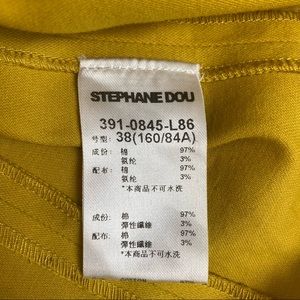 STEPHANE DOU
391-0845-L86
号型: 38(160/84A)
成份: 棉 97%
氨纶 3%
配布: 棉 97%
氨纶 3%
*本商品不可水洗
成份: 棉 97%
彈性纖維 3%
配布: 棉 97%
彈性纖維 3%
*本商品不可水洗